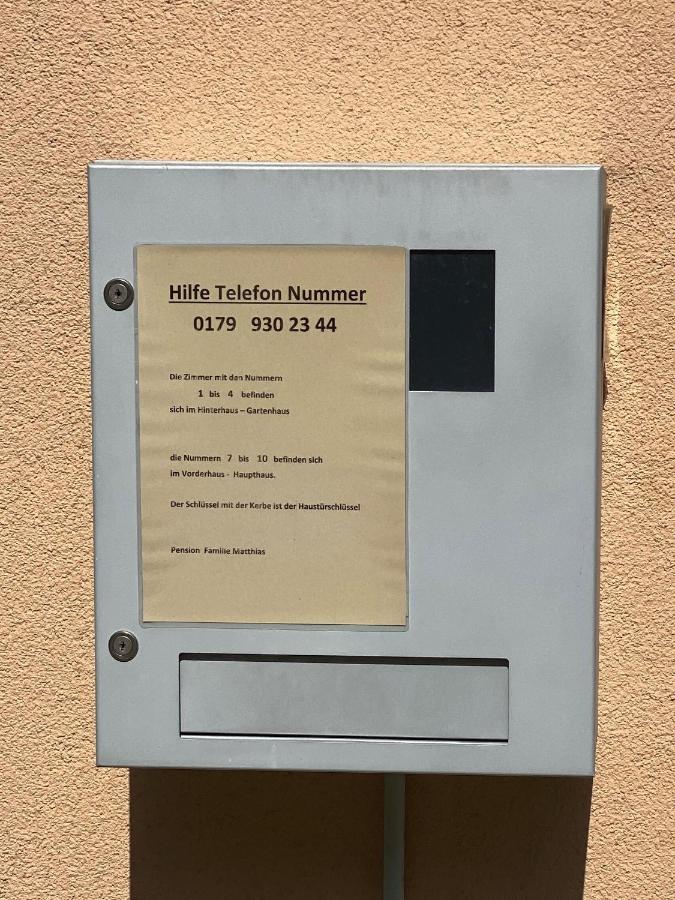 Hilfe Telefon Nummer
0179 930 23 44
Die Zimmer mit den Nummern
1 bis 4 befinden
sich im Hinterhaus – Gartenhaus
die Nummern 7 bis 10 befinden sich
im Vorderhaus - Haupthaus.
Der Schlüssel mit der Kerbe ist der Haustürschlüssel
Pension Familie Matthias